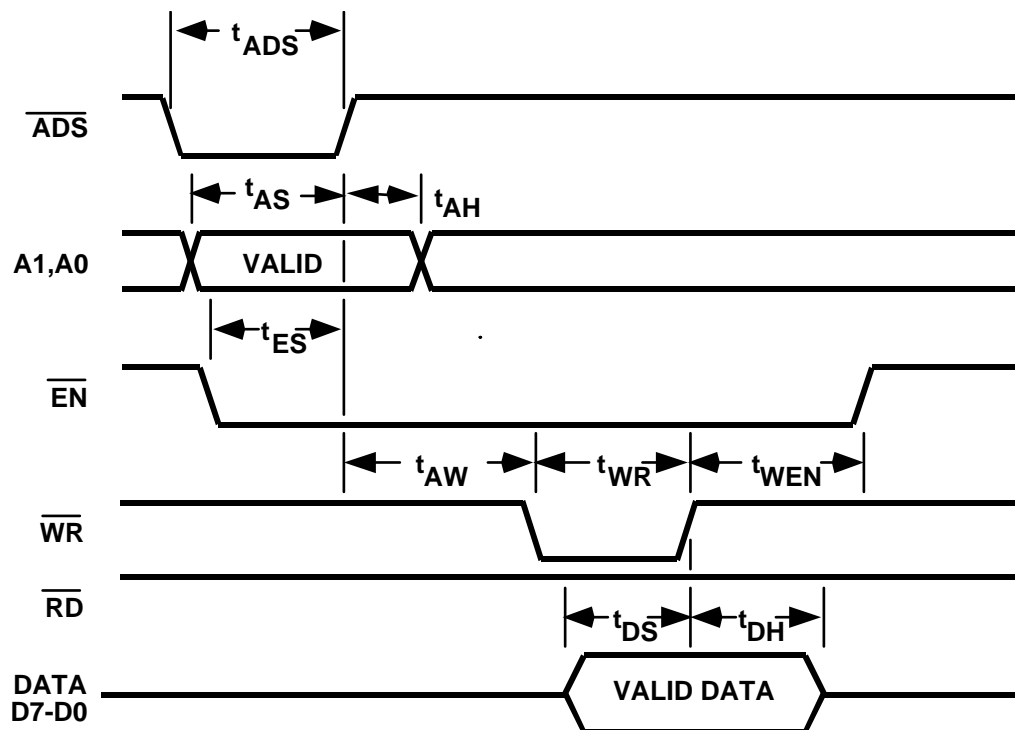 tADS
ADS
tAS
tAH
A1,A0
VALID
tES
EN
tAW
tWR
tWEN
WR
RD
tDS
tDH
DATA
D7-D0
VALID DATA